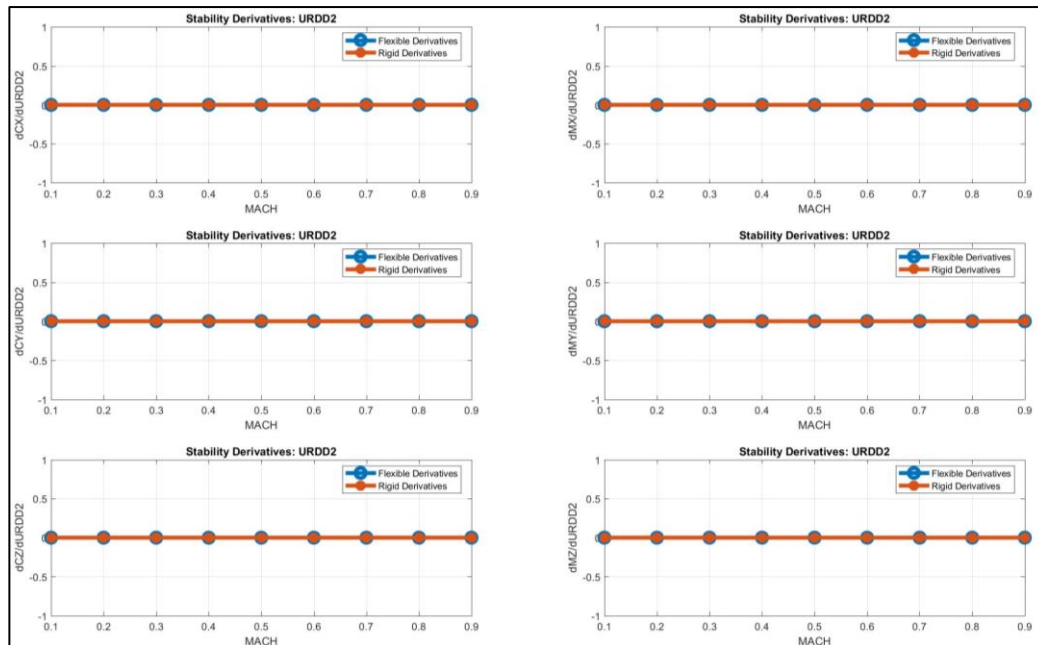 Stability Derivatives: URDD2
1
0.5
0
-0.5
-1
dCX/dURDD2
Flexible Derivatives
Rigid Derivatives
0.1 0.2 0.3 0.4 0.5 0.6 0.7 0.8 0.9
MACH
Stability Derivatives: URDD2
1
0.5
0
-0.5
-1
dMX/dURDD2
Flexible Derivatives
Rigid Derivatives
0.1 0.2 0.3 0.4 0.5 0.6 0.7 0.8 0.9
MACH
Stability Derivatives: URDD2
1
0.5
0
-0.5
-1
dCY/dURDD2
Flexible Derivatives
Rigid Derivatives
0.1 0.2 0.3 0.4 0.5 0.6 0.7 0.8 0.9
MACH
Stability Derivatives: URDD2
1
0.5
0
-0.5
-1
dMY/dURDD2
Flexible Derivatives
Rigid Derivatives
0.1 0.2 0.3 0.4 0.5 0.6 0.7 0.8 0.9
MACH
Stability Derivatives: URDD2
1
0.5
0
-0.5
-1
dCZ/dURDD2
Flexible Derivatives
Rigid Derivatives
0.1 0.2 0.3 0.4 0.5 0.6 0.7 0.8 0.9
MACH
Stability Derivatives: URDD2
1
0.5
0
-0.5
-1
dMZ/dURDD2
Flexible Derivatives
Rigid Derivatives
0.1 0.2 0.3 0.4 0.5 0.6 0.7 0.8 0.9
MACH